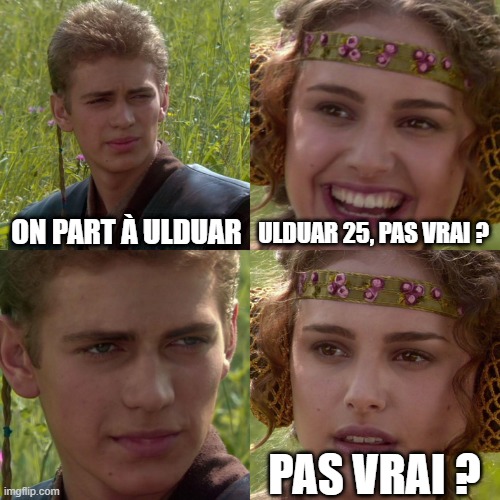 ON PART À ULDUAR
ULDUAR 25, PAS VRAI ?
PAS VRAI ?
imgflip.com